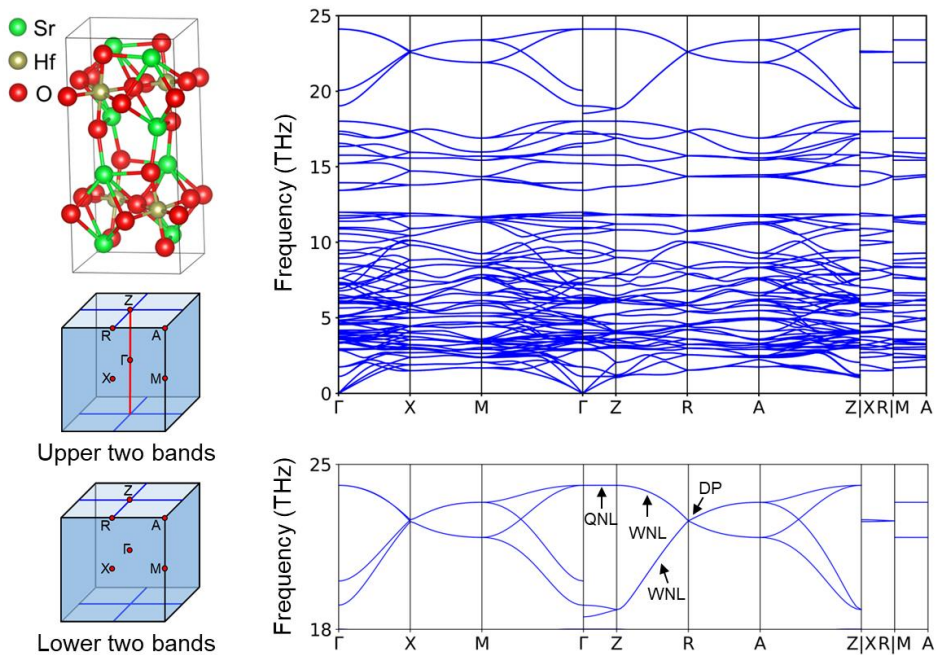 Sr
Hf
O
Z
R
A
Γ
X
M
Upper two bands
Z
R
A
Γ
X
M
Lower two bands
Frequency (THz)
25
20
15
10
5
0
Γ X M Γ Z R A Z|X R|M A
Frequency (THz)
25
18
QNL
WNL
WNL
DP
Γ X M Γ Z R A Z|X R|M A